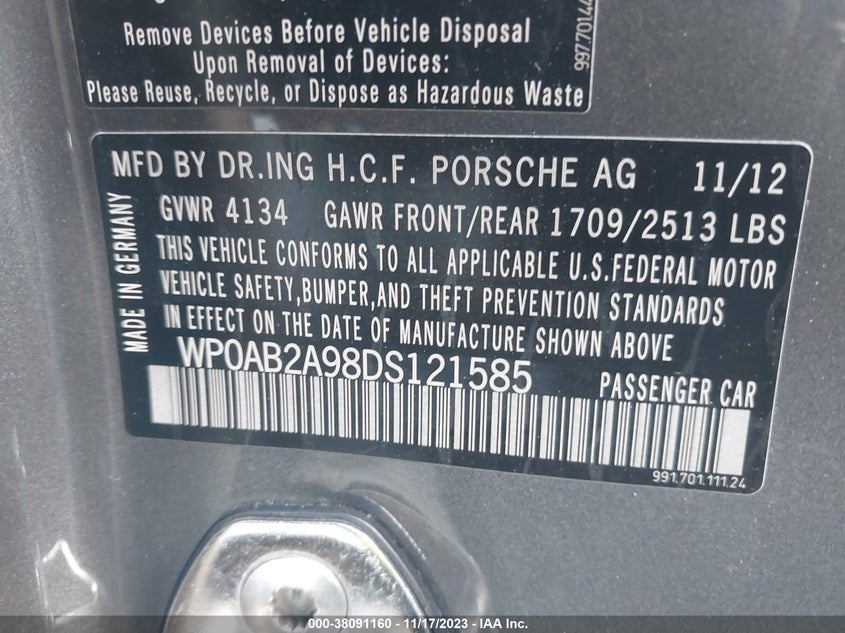 Remove Devices Before Vehicle Disposal
Upon Removal of Devices:
Please Reuse, Recycle, or Dispose as Hazardous Waste
997.701.44
MFD BY DR.ING H.C.F. PORSCHE AG 11/12
GVWR 4134 GAWR FRONT/REAR 1709/2513 LBS
THIS VEHICLE CONFORMS TO ALL APPLICABLE U.S.FEDERAL MOTOR
VEHICLE SAFETY,BUMPER,AND THEFT PREVENTION STANDARDS
IN EFFECT ON THE DATE OF MANUFACTURE SHOWN ABOVE
MADE IN GERMANY
WP0AB2A98DS121585 PASSENGER CAR
991.701.111.24
000-38091160 - 11/17/2023 - IAAI.COM